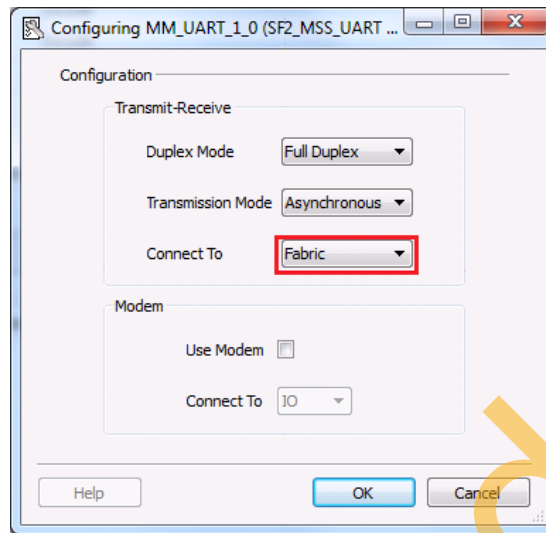 Configuring MM_UART_1_0 (SF2_MSS_UART ...
Configuration
Transmit-Receive
Duplex Mode Full Duplex
Transmission Mode Asynchronous
Connect To Fabric
Modem
Use Modem
Connect To IO
Help OK Cancel